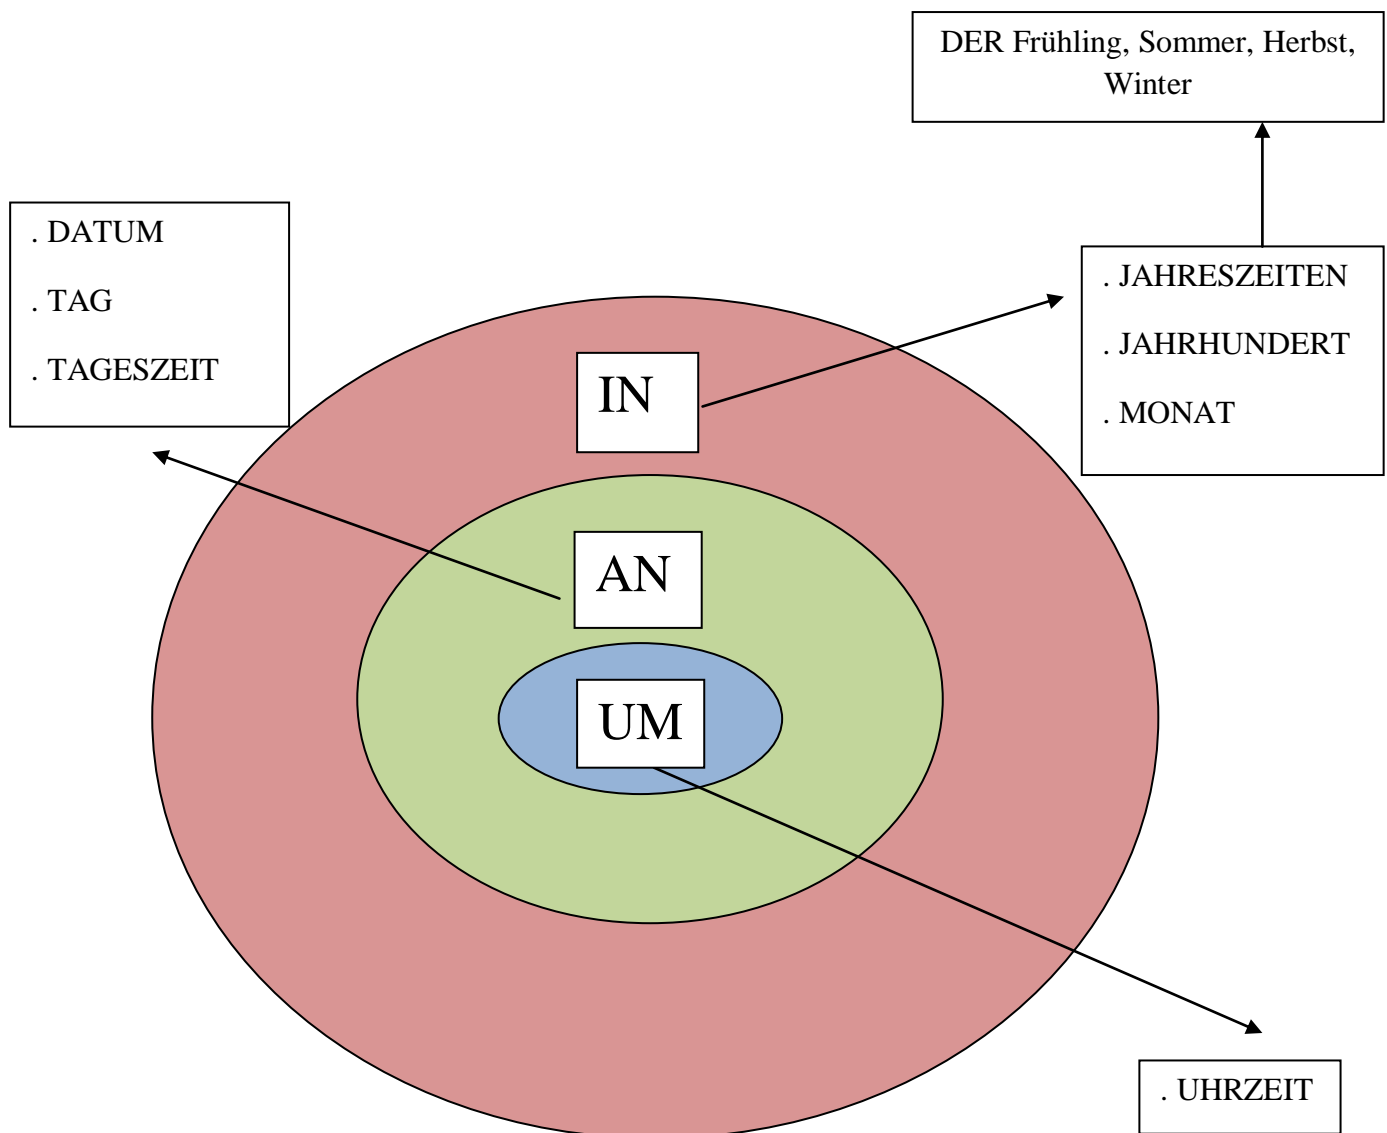 DER Frühling, Sommer, Herbst,
Winter
. DATUM
. TAG
. TAGESZEIT
. JAHRESZEITEN
. JAHRHUNDERT
. MONAT
IN
AN
UM
. UHRZEIT